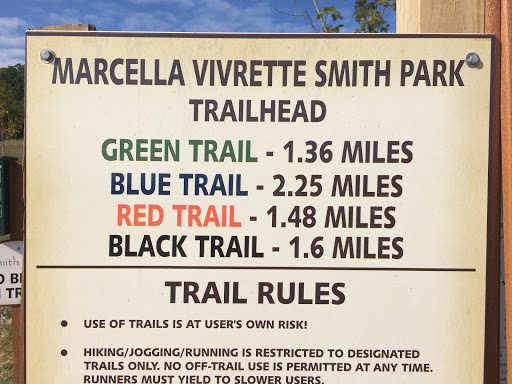 MARCELLA VIVRETTE SMITH PARK
TRAILHEAD
GREEN TRAIL - 1.36 MILES
BLUE TRAIL - 2.25 MILES
RED TRAIL - 1.48 MILES
BLACK TRAIL - 1.6 MILES
TRAIL RULES
• USE OF TRAILS IS AT USER'S OWN RISK!
• HIKING/JOGGING/RUNNING IS RESTRICTED TO DESIGNATED
TRAILS ONLY. NO OFF-TRAIL USE IS PERMITTED AT ANY TIME.
RUNNERS MUST YIELD TO SLOWER USERS.